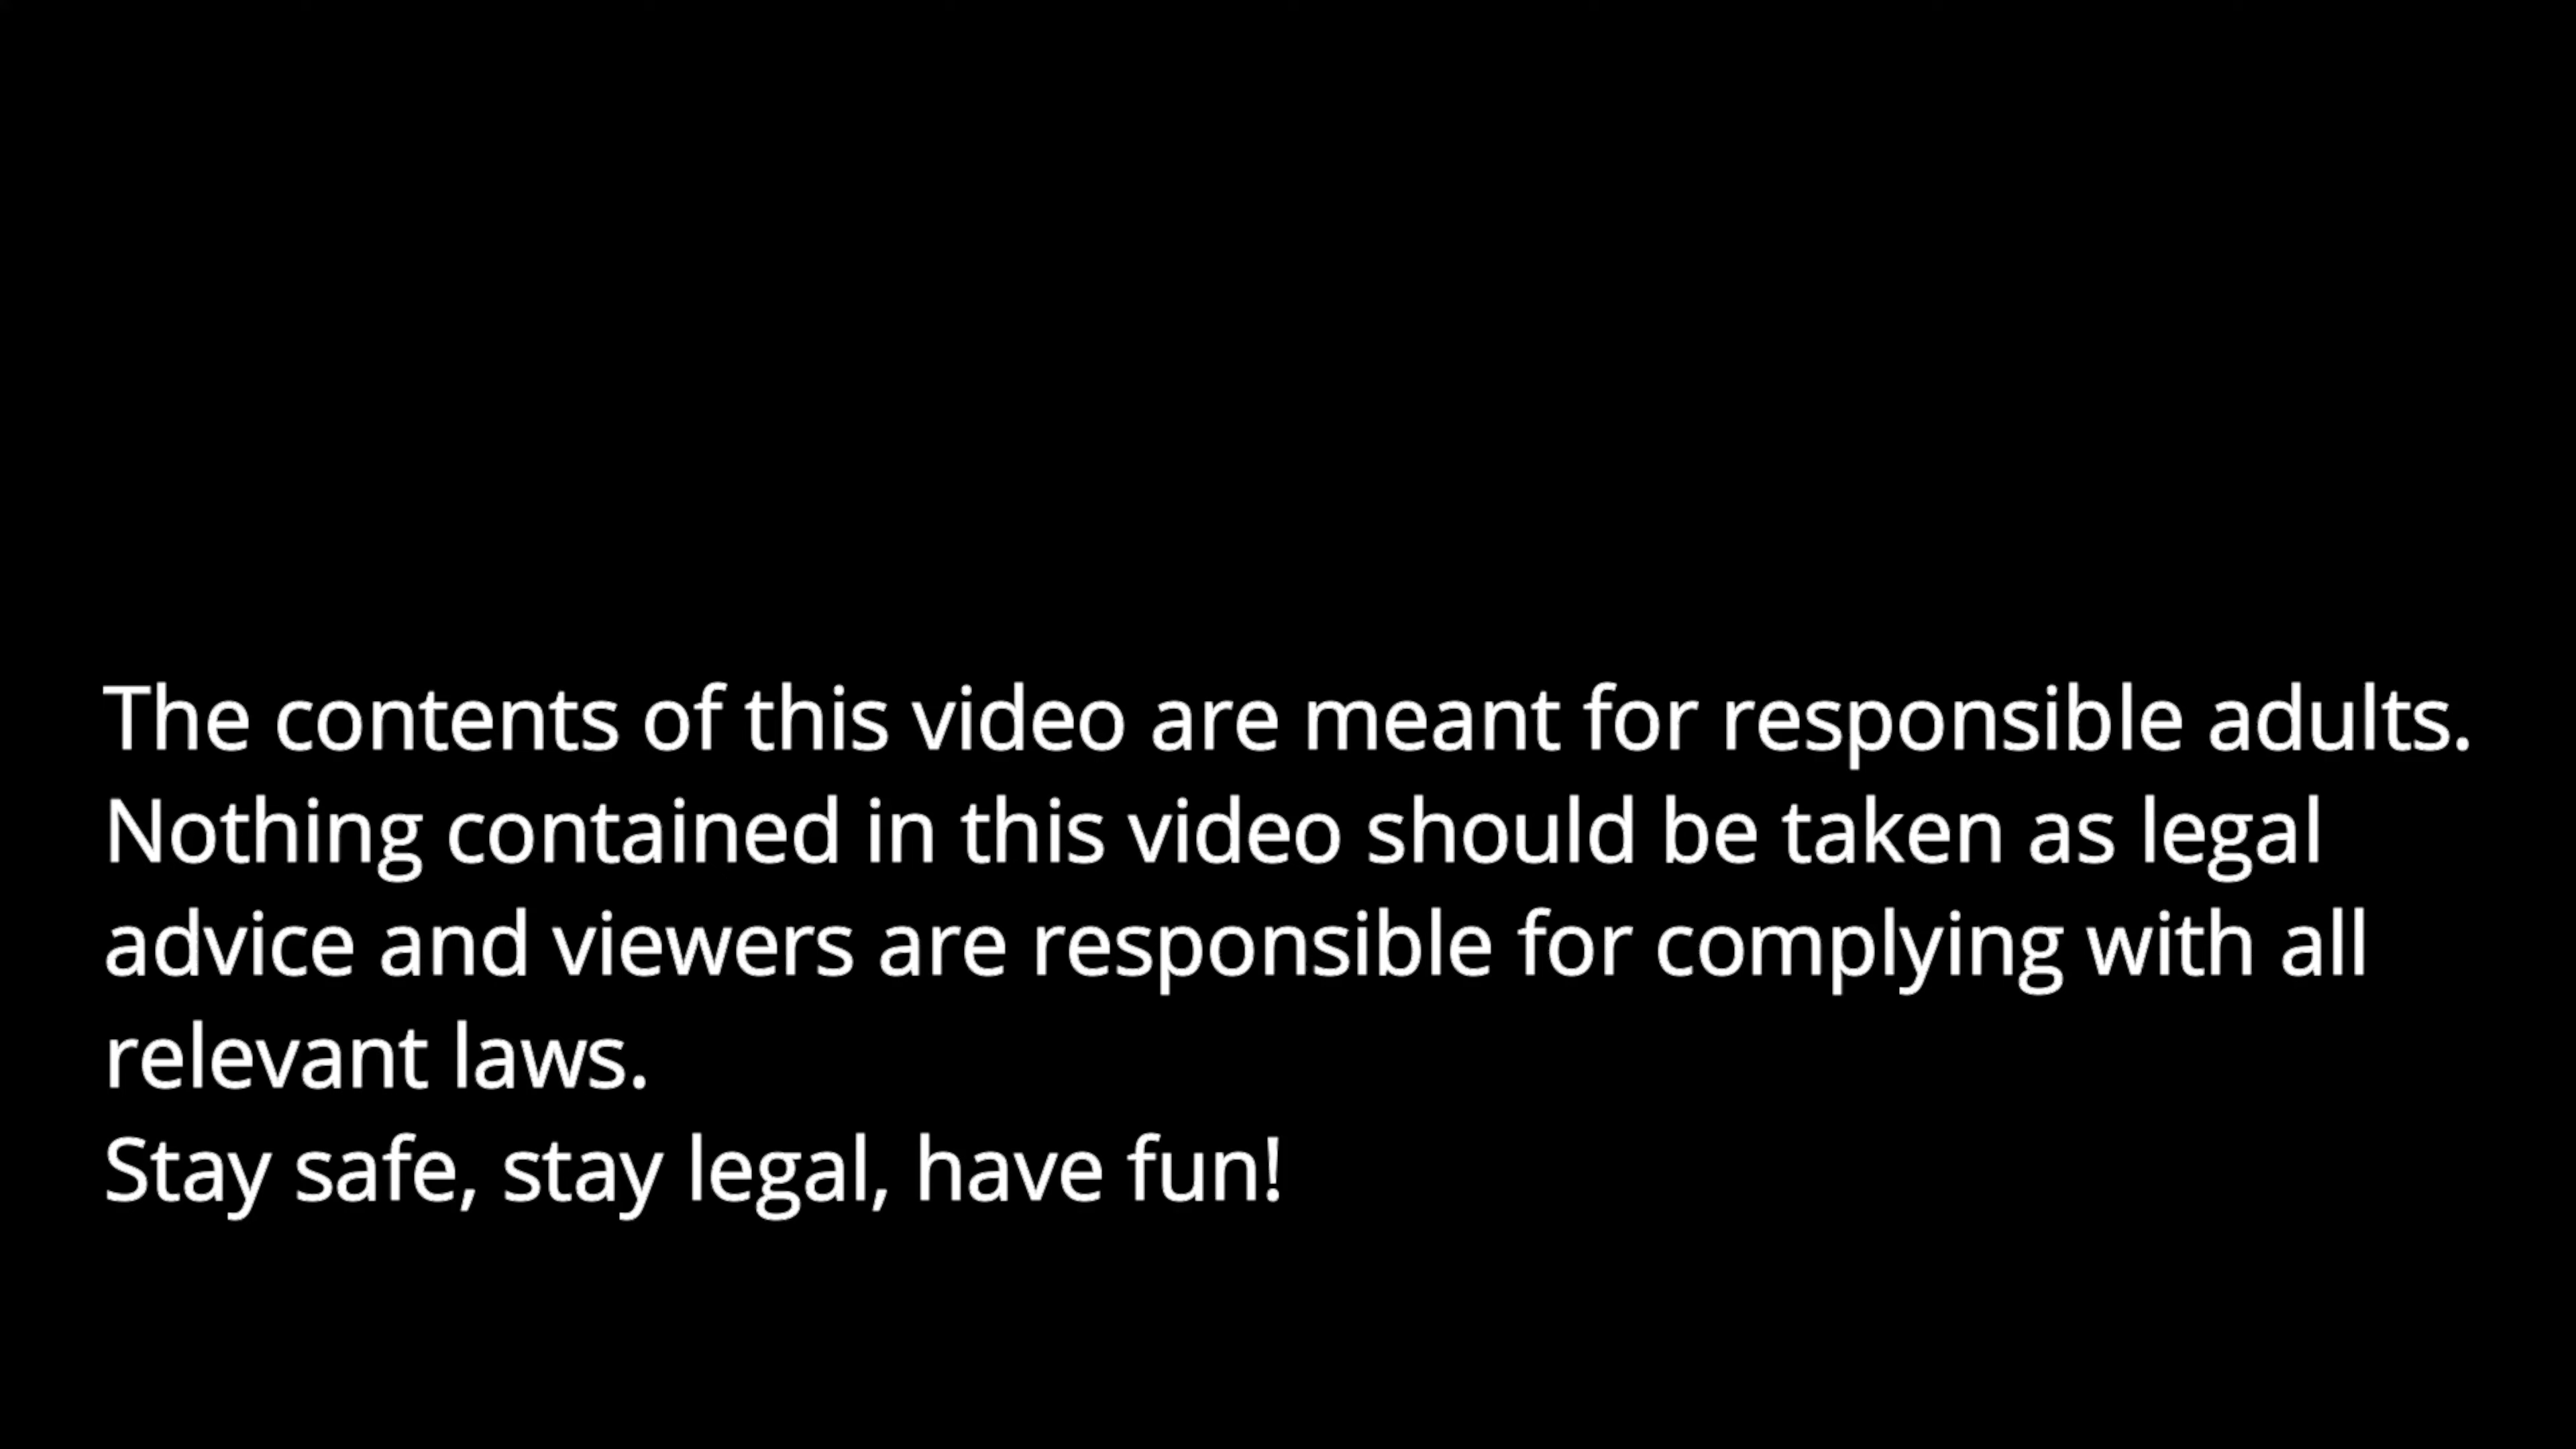 The contents of this video are meant for responsible adults.
Nothing contained in this video should be taken as legal
advice and viewers are responsible for complying with all
relevant laws.
Stay safe, stay legal, have fun!